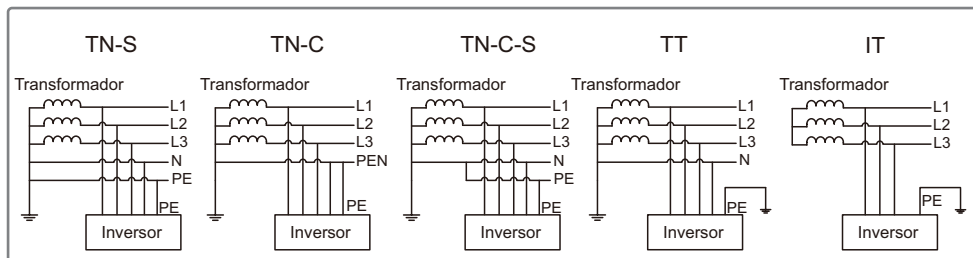 TN-S
Transformador
L1
L2
L3
N
PE
PE
Inversor
TN-C
Transformador
L1
L2
L3
PEN
PE
Inversor
TN-C-S
Transformador
L1
L2
L3
N
PE
PE
Inversor
TT
Transformador
L1
L2
L3
N
PE
Inversor
IT
Transformador
L1
L2
L3
PE
Inversor